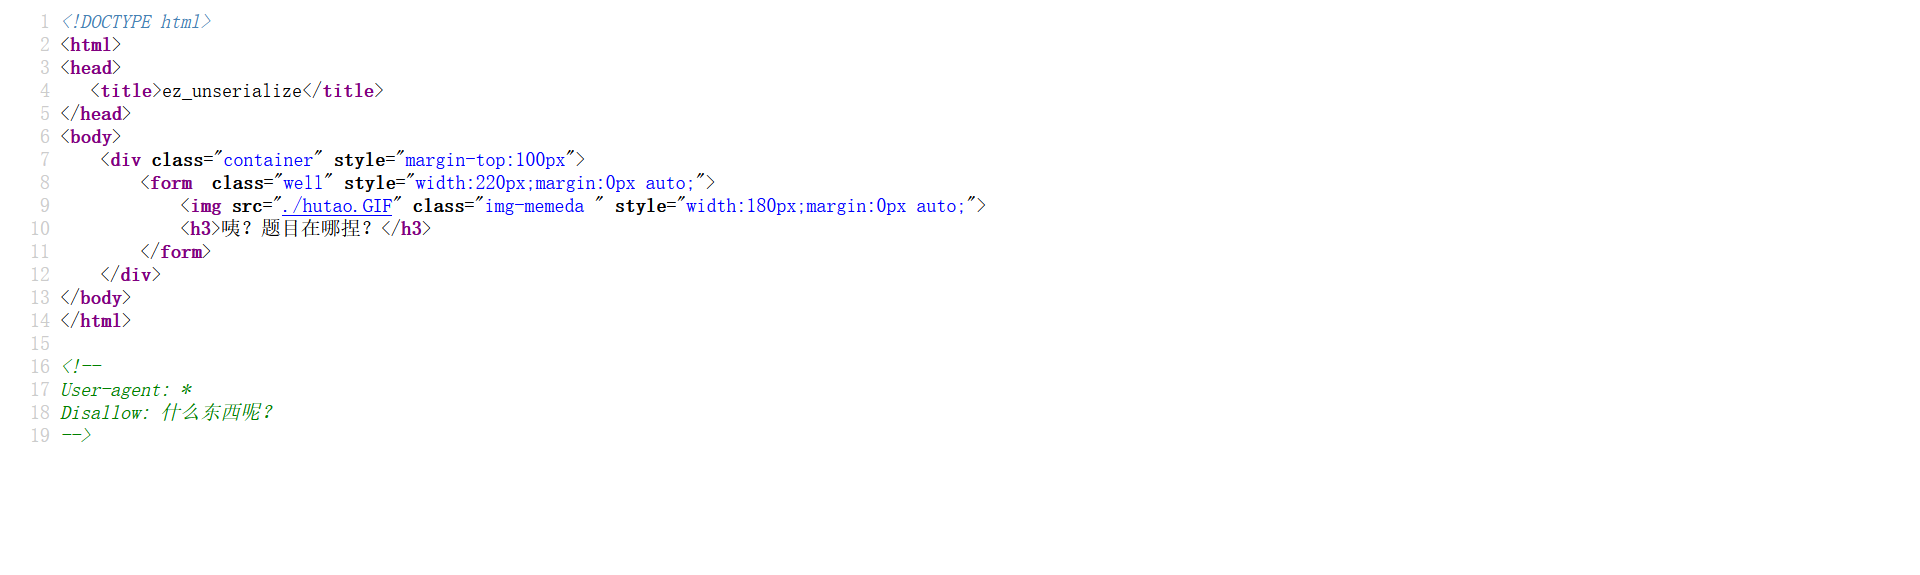 1 <!DOCTYPE html>
2 <html>
3 <head>
4    <title>ez_unserialize</title>
5 </head>
6 <body>
7     <div class="container" style="margin-top:100px">
8         <form  class="well" style="width:220px;margin:0px auto;">
9             <img src="./hutao.GIF" class="img-memeda " style="width:180px;margin:0px auto;">
10             <h3>咦？题目在哪捏？</h3>
11         </form>
12     </div>
13 </body>
14 </html>
15
16 <!--
17 User-agent: *
18 Disallow: 什么东西呢？
19 -->